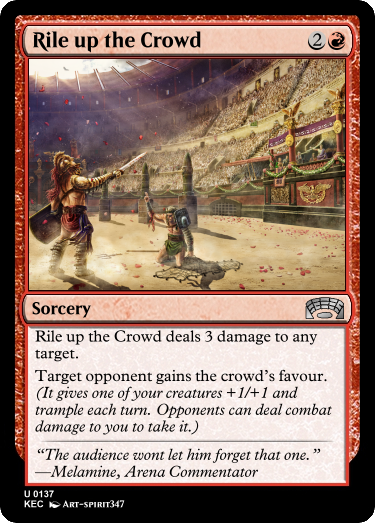 Rile up the Crowd 2
Sorcery
Rile up the Crowd deals 3 damage to any
target.
Target opponent gains the crowd's favour.
(It gives one of your creatures +1/+1 and
trample each turn. Opponents can deal combat
damage to you to take it.)
"The audience wont let him forget that one."
—Melamine, Arena Commentator
U 0137
KEC Art-spirit347